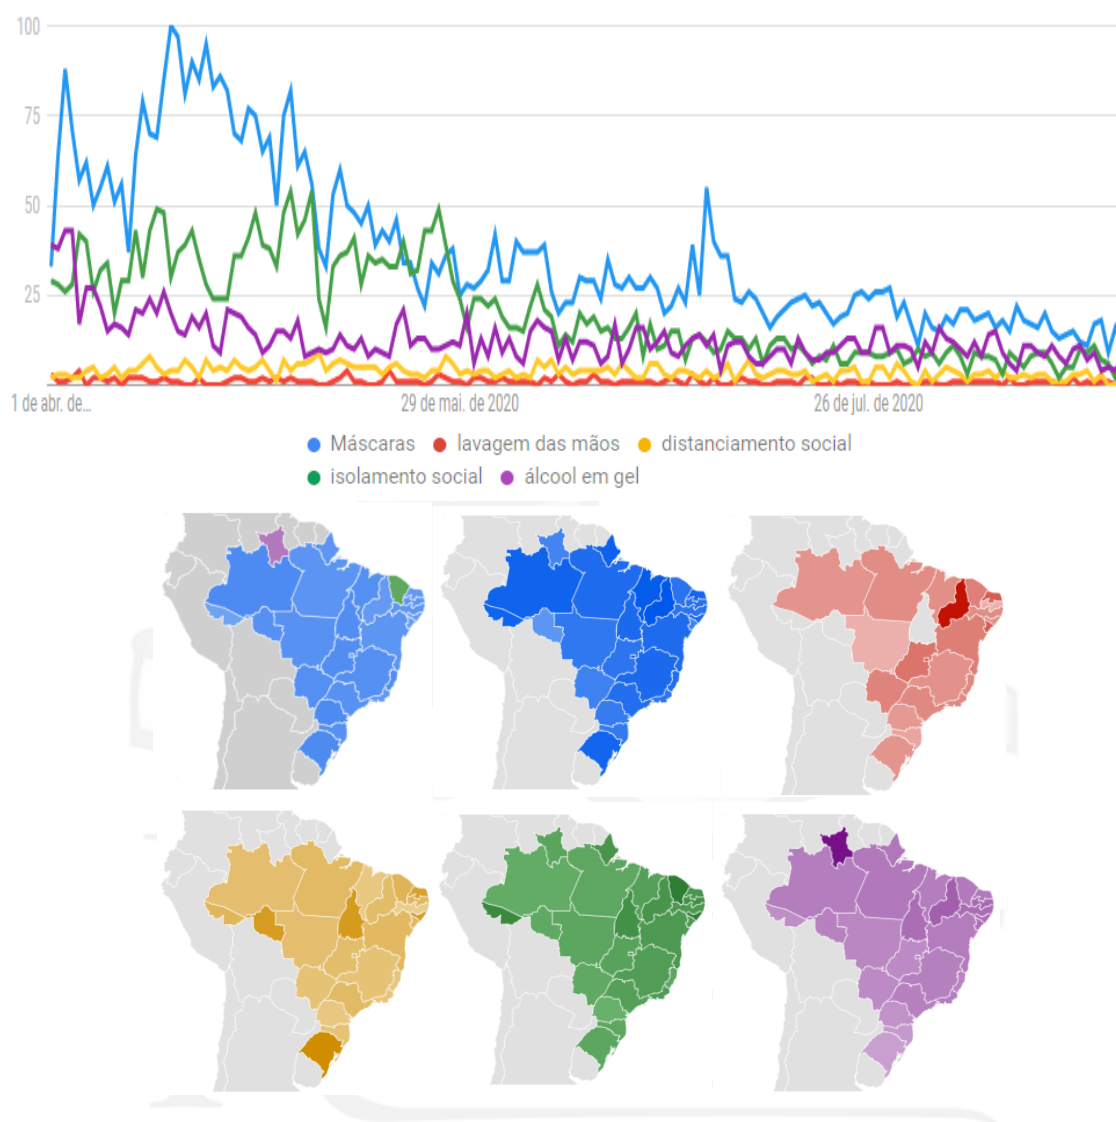 100
75
50
25
1 de abr. de...
29 de mai. de 2020
26 de jul. de 2020
Máscaras
lavagem das mãos
distanciamento social
isolamento social
álcool em gel